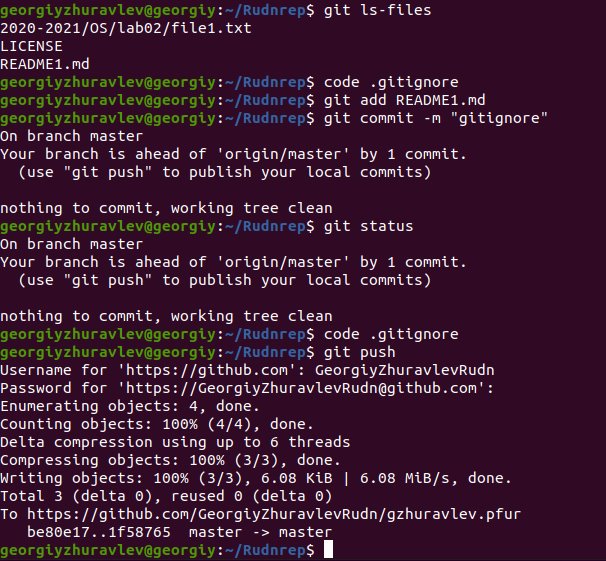 georgiyzhuravlev@georgiy:~/Rudnrep$ git ls-files
2020-2021/OS/lab02/file1.txt
LICENSE
README1.md
georgiyzhuravlev@georgiy:~/Rudnrep$ code .gitignore
georgiyzhuravlev@georgiy:~/Rudnrep$ git add README1.md
georgiyzhuravlev@georgiy:~/Rudnrep$ git commit -m "gitignore"
On branch master
Your branch is ahead of 'origin/master' by 1 commit.
  (use "git push" to publish your local commits)

nothing to commit, working tree clean
georgiyzhuravlev@georgiy:~/Rudnrep$ git status
On branch master
Your branch is ahead of 'origin/master' by 1 commit.
  (use "git push" to publish your local commits)

nothing to commit, working tree clean
georgiyzhuravlev@georgiy:~/Rudnrep$ code .gitignore
georgiyzhuravlev@georgiy:~/Rudnrep$ git push
Username for 'https://github.com': GeorgiyZhuravlevRudn
Password for 'https://GeorgiyZhuravlevRudn@github.com':
Enumerating objects: 4, done.
Counting objects: 100% (4/4), done.
Delta compression using up to 6 threads
Compressing objects: 100% (3/3), done.
Writing objects: 100% (3/3), 6.08 KiB | 6.08 MiB/s, done.
Total 3 (delta 0), reused 0 (delta 0)
To https://github.com/GeorgiyZhuravlevRudn/gzhuravlev.pfur
   be80e17..1f58765  master -> master
georgiyzhuravlev@georgiy:~/Rudnrep$